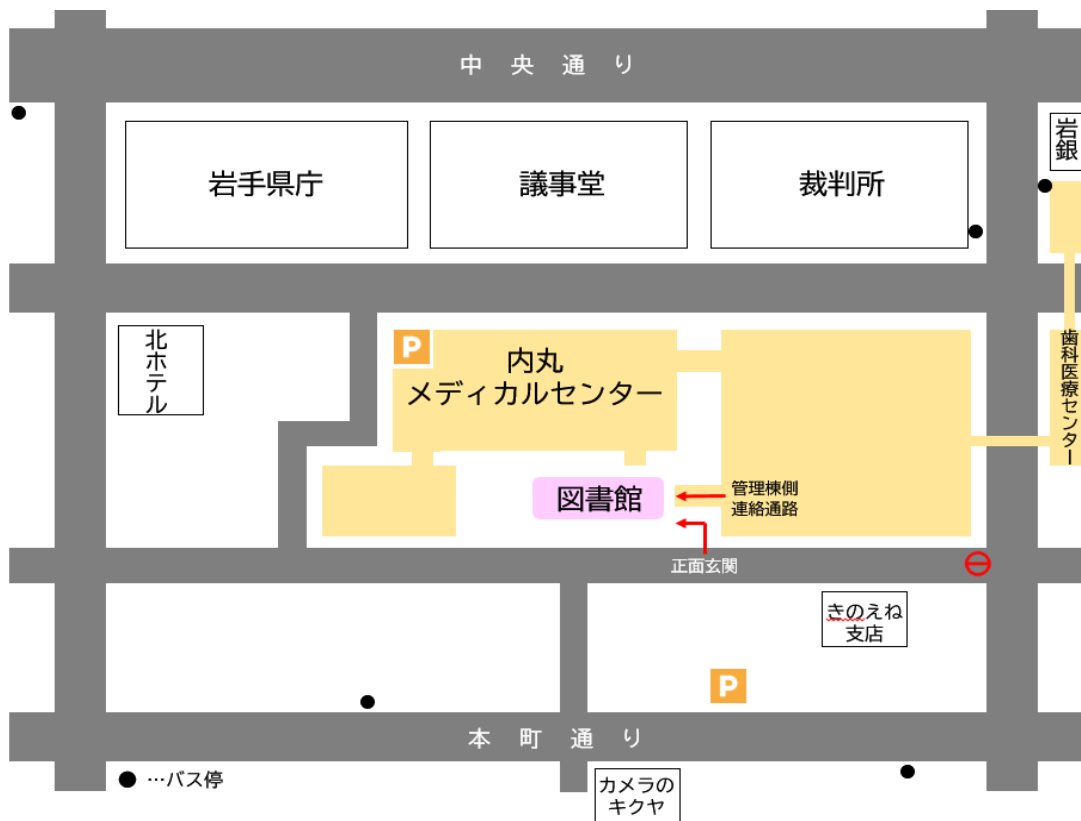 中央通り
岩手県庁
議事堂
裁判所
岩銀
北ホテル
P
内丸
メディカルセンター
歯科医療センター
図書館
管理棟側
連絡通路
正面玄関
きのえね
支店
P
本町通り
●…バス停
カメラの
キクヤ